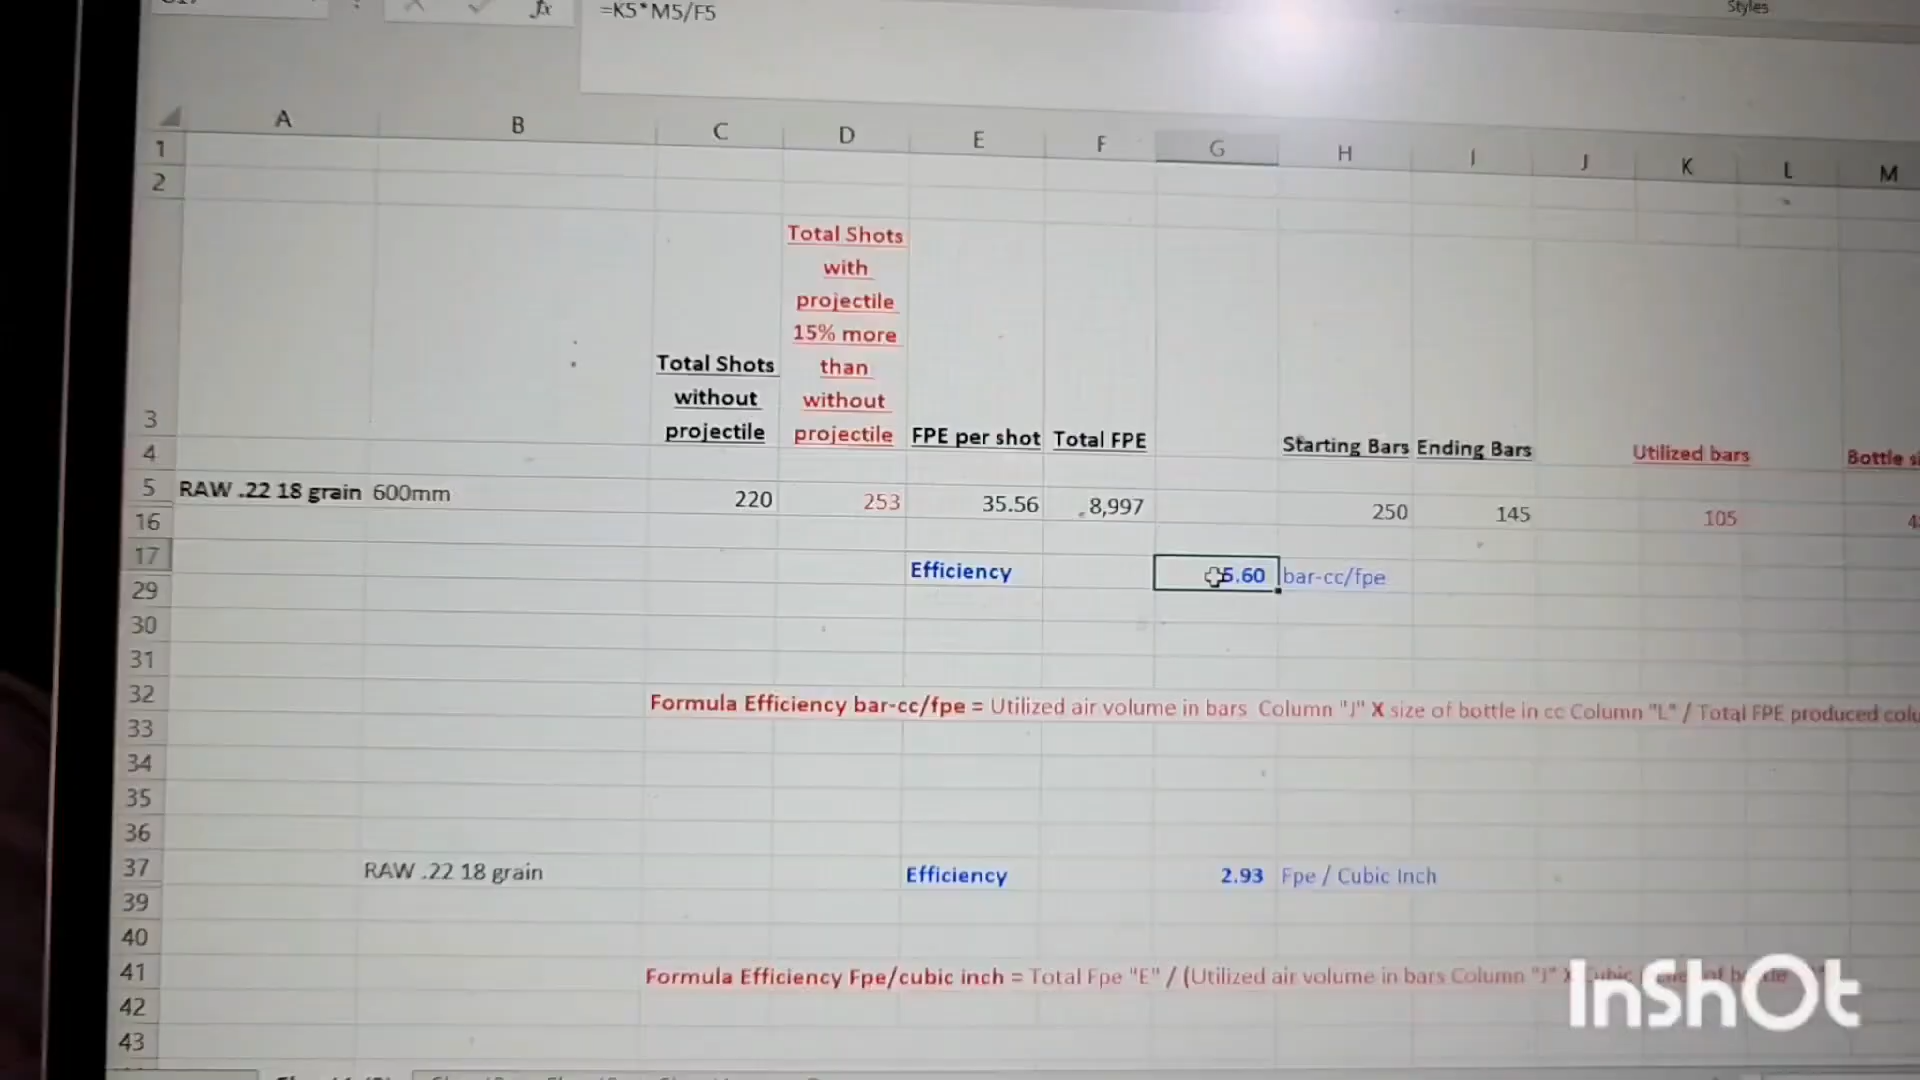 fx =K5*M5/F5
Styles
A B C D E F G H I J K L M
1
2
Total Shots
with
projectile
15% more
than
without
projectile
Total Shots
without
projectile
3 FPE per shot Total FPE Starting Bars Ending Bars Utilized bars Bottle
4
5 RAW .22 18 grain 600mm 220 253 35.56 8,997 250 145 105
16
17 Efficiency 5.60 bar-cc/fpe
29
30
31
32 Formula Efficiency bar-cc/fpe = Utilized air volume in bars Column "J" X size of bottle in cc Column "L" / Total FPE produced
33
34
35
36
37 RAW .22 18 grain Efficiency 2.93 Fpe / Cubic Inch
39
40
41 Formula Efficiency Fpe/cubic inch = Total Fpe "E" / (Utilized air volume in bars Column "J" X
42
43
InShOt